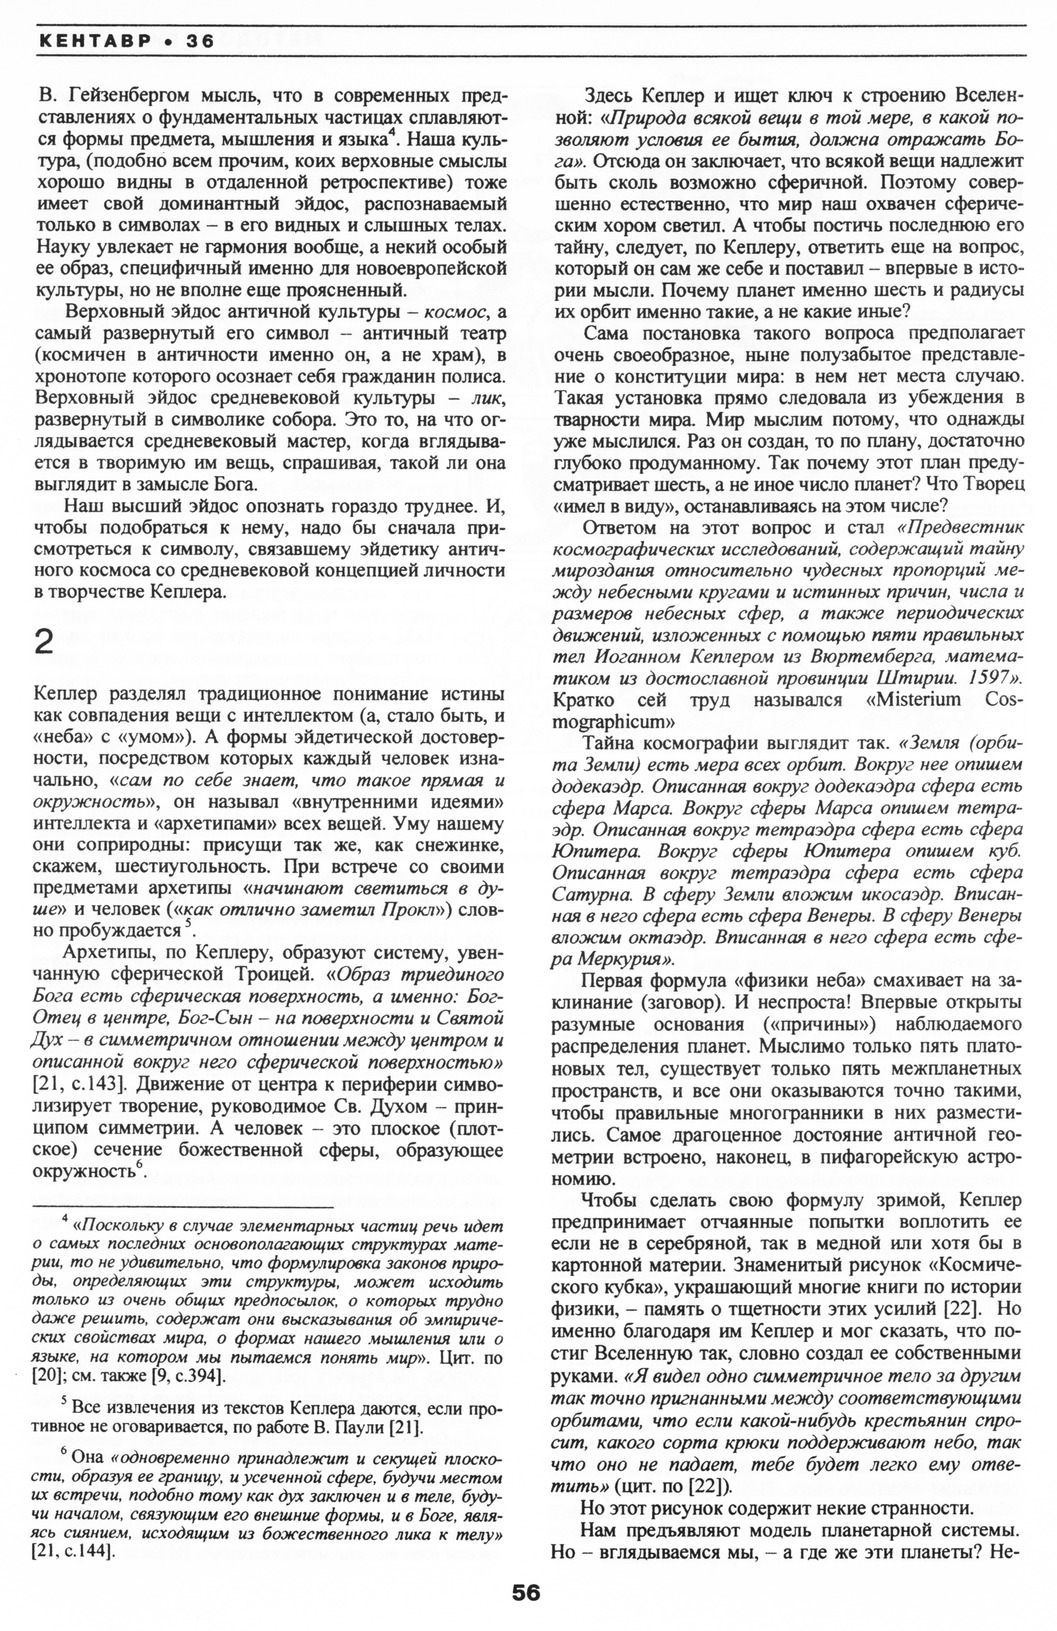 КЕНТАВР • 36
В. Гейзенбергом мысль, что в современных пред-
ставлениях о фундаментальных частицах сплавляют-
ся формы предмета, мышления и языка⁴. Наша куль-
тура, (подобно всем прочим, коих верховные смыслы
хорошо видны в отдаленной ретроспективе) тоже
имеет свой доминантный эйдос, распознаваемый
только в символах – в его видных и слышных телах.
Науку увлекает не гармония вообще, а некий особый
ее образ, специфичный именно для новоевропейской
культуры, но не вполне еще проясненный.
Верховный эйдос античной культуры – космос, а
самый развернутый его символ – античный театр
(космичен в античности именно он, а не храм), в
хронотопе которого осознает себя гражданин полиса.
Верховный эйдос средневековой культуры – лик,
развернутый в символике собора. Это то, на что ог-
лядывается средневековый мастер, когда вглядыва-
ется в творимую им вещь, спрашивая, такой ли она
выглядит в замысле Бога.
Наш высший эйдос опознать гораздо труднее. И,
чтобы подобраться к нему, надо бы сначала при-
смотреться к символу, связавшему эйдетику антич-
ного космоса со средневековой концепцией личности
в творчестве Кеплера.
2
Кеплер разделял традиционное понимание истины
как совпадения вещи с интеллектом (а, стало быть, и
«неба» с «умом»). А формы эйдетической достовер-
ности, посредством которых каждый человек изна-
чально, «сам по себе знает, что такое прямая и
окружность», он называл «внутренними идеями»
интеллекта и «архетипами» всех вещей. Уму нашему
они соприродны: присущи так же, как снежинке,
скажем, шестиугольность. При встрече со своими
предметами архетипы «начинают светиться в ду-
ше» и человек («как отлично заметил Прокл») слов-
но пробуждается⁵.
Архетипы, по Кеплеру, образуют систему, увен-
чанную сферической Троицей. «Образ триединого
Бога есть сферическая поверхность, а именно: Бог-
Отец в центре, Бог-Сын – на поверхности и Святой
Дух – в симметричном отношении между центром и
описанной вокруг него сферической поверхностью»
[21, с.143]. Движение от центра к периферии симво-
лизирует творение, руководимое Св. Духом – прин-
ципом симметрии. А человек – это плоское (плот-
ское) сечение божественной сферы, образующее
окружность⁶.
⁴ «Поскольку в случае элементарных частиц речь идет
о самых последних основополагающих структурах мате-
рии, то не удивительно, что формулировка законов приро-
ды, определяющих эти структуры, может исходить
только из очень общих предпосылок, о которых трудно
даже решить, содержат они высказывания об эмпириче-
ских свойствах мира, о формах нашего мышления или о
языке, на котором мы пытаемся понять мир». Цит. по
[20]; см. также [9, с.394].
⁵ Все извлечения из текстов Кеплера даются, если про-
тивное не оговаривается, по работе В. Паули [21].
⁶ Она «одновременно принадлежит и секущей плоско-
сти, образуя ее границу, и усеченной сфере, будучи местом
их встречи, подобно тому как дух заключен и в теле, буду-
чи началом, связующим его внешние формы, и в Боге, явля-
ясь сиянием, исходящим из божественного лика к телу»
[21, с.144].
Здесь Кеплер и ищет ключ к строению Вселен-
ной: «Природа всякой вещи в той мере, в какой по-
зволяют условия ее бытия, должна отражать Бо-
га». Отсюда он заключает, что всякой вещи надлежит
быть сколь возможно сферичной. Поэтому совер-
шенно естественно, что мир наш охвачен сфериче-
ским хором светил. А чтобы постичь последнюю его
тайну, следует, по Кеплеру, ответить еще на вопрос,
который он сам же себе и поставил – впервые в исто-
рии мысли. Почему планет именно шесть и радиусы
их орбит именно такие, а не какие иные?
Сама постановка такого вопроса предполагает
очень своеобразное, ныне полузабытое представле-
ние о конституции мира: в нем нет места случаю.
Такая установка прямо следовала из убеждения в
тварности мира. Мир мыслим потому, что однажды
уже мыслился. Раз он создан, то по плану, достаточно
глубоко продуманному. Так почему этот план преду-
сматривает шесть, а не иное число планет? Что Творец
«имел в виду», останавливаясь на этом числе?
Ответом на этот вопрос и стал «Предвестник
космографических исследований, содержащий тайну
мироздания относительно чудесных пропорций ме-
жду небесными кругами и истинных причин, числа и
размеров небесных сфер, а также периодических
движений, изложенных с помощью пяти правильных
тел Иоганном Кеплером из Вюртемберга, матема-
тиком из достославной провинции Штирии. 1597».
Кратко сей труд назывался «Misterium Cos-
mographicum»
Тайна космографии выглядит так. «Земля (орби-
та Земли) есть мера всех орбит. Вокруг нее опишем
додекаэдр. Описанная вокруг додекаэдра сфера есть
сфера Марса. Вокруг сферы Марса опишем тетра-
эдр. Описанная вокруг тетраэдра сфера есть сфера
Юпитера. Вокруг сферы Юпитера опишем куб.
Описанная вокруг тетраэдра сфера есть сфера
Сатурна. В сферу Земли вложим икосаэдр. Вписан-
ная в него сфера есть сфера Венеры. В сферу Венеры
вложим октаэдр. Вписанная в него сфера есть сфе-
ра Меркурия».
Первая формула «физики неба» смахивает на за-
клинание (заговор). И неспроста! Впервые открыты
разумные основания («причины») наблюдаемого
распределения планет. Мыслимо только пять плато-
новых тел, существует только пять межпланетных
пространств, и все они оказываются точно такими,
чтобы правильные многогранники в них размести-
лись. Самое драгоценное достояние античной гео-
метрии встроено, наконец, в пифагорейскую астро-
номию.
Чтобы сделать свою формулу зримой, Кеплер
предпринимает отчаянные попытки воплотить ее
если не в серебряной, так в медной или хотя бы в
картонной материи. Знаменитый рисунок «Космиче-
ского кубка», украшающий многие книги по истории
физики, – память о тщетности этих усилий [22]. Но
именно благодаря им Кеплер и мог сказать, что по-
стиг Вселенную так, словно создал ее собственными
руками. «Я видел одно симметричное тело за другим
так точно пригнанными между соответствующими
орбитами, что если какой-нибудь крестьянин спро-
сит, какого сорта крюки поддерживают небо, так
что оно не падает, тебе будет легко ему отве-
тить» (цит. по [22]).
Но этот рисунок содержит некие странности.
Нам предъявляют модель планетарной системы.
Но – вглядываемся мы, – а где же эти планеты? Не-
56